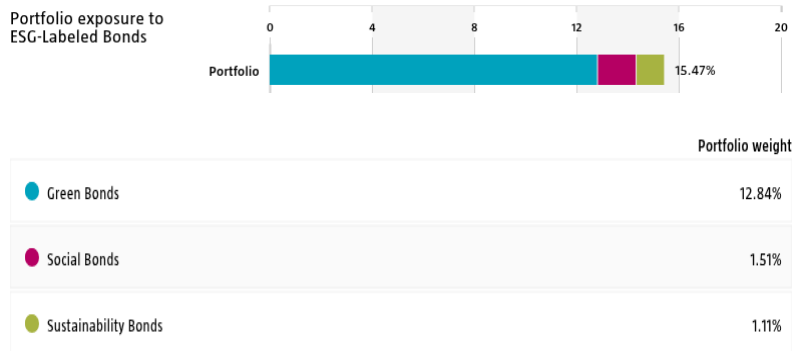 Portfolio exposure to
ESG-Labeled Bonds
0 4 8 12 16 20
Portfolio 15.47%
Portfolio weight
Green Bonds 12.84%
Social Bonds 1.51%
Sustainability Bonds 1.11%